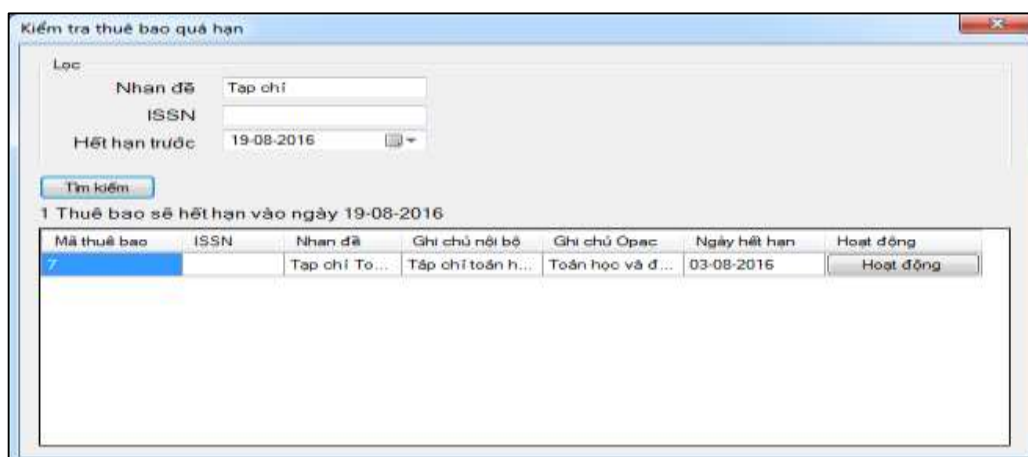 Kiểm tra thuê bao quá hạn
Lọc
Nhan đề Tạp chí
ISSN
Hết hạn trước 19-08-2016
Tìm kiếm
1 Thuê bao sẽ hết hạn vào ngày 19-08-2016
Mã thuê bao ISSN Nhan đề Ghi chú nội bộ Ghi chú Opac Ngày hết hạn Hoạt động
7 Tạp chí To... Tâp chí toán h... Toán học và đ... 03-08-2016 Hoạt động